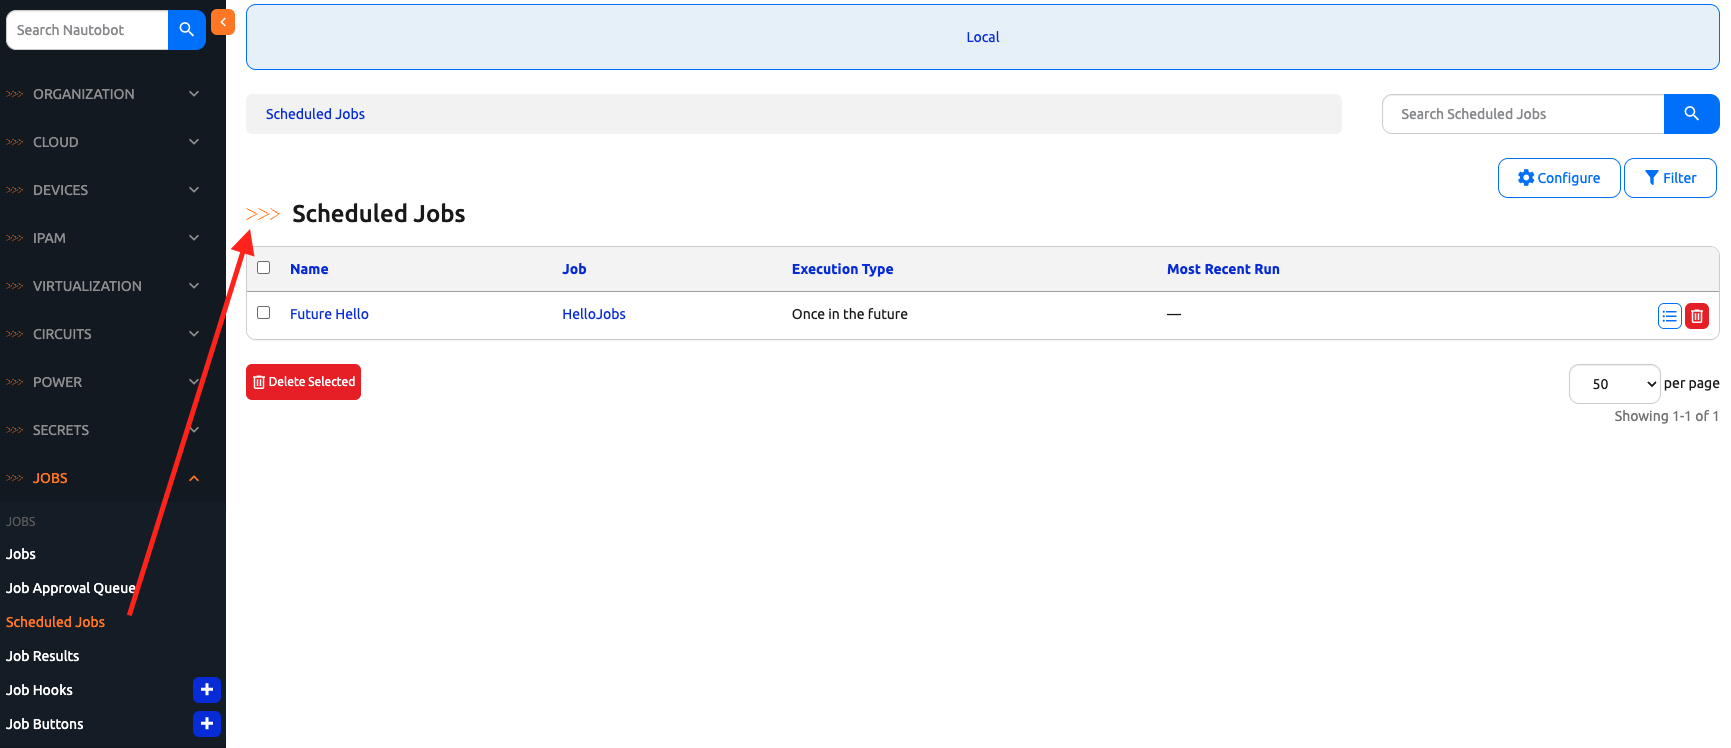 Search Nautobot
ORGANIZATION
CLOUD
DEVICES
IPAM
VIRTUALIZATION
CIRCUITS
POWER
SECRETS
JOBS
JOBS
Jobs
Job Approval Queue
Scheduled Jobs
Job Results
Job Hooks
Job Buttons
Local
Scheduled Jobs
Search Scheduled Jobs
Configure
Filter
Scheduled Jobs
Name Job Execution Type Most Recent Run
Future Hello HelloJobs Once in the future —
Delete Selected
50 per page
Showing 1-1 of 1